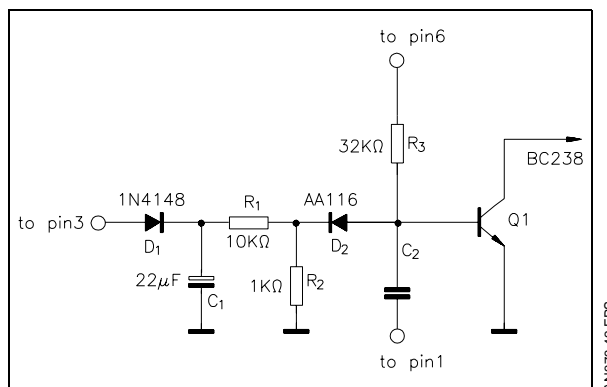 to pin6
32KΩ
R3
BC238
1N4148
R1
AA116
Q1
to pin3
D1
10KΩ
D2
C2
22µF
C1
1KΩ
R2
to pin1